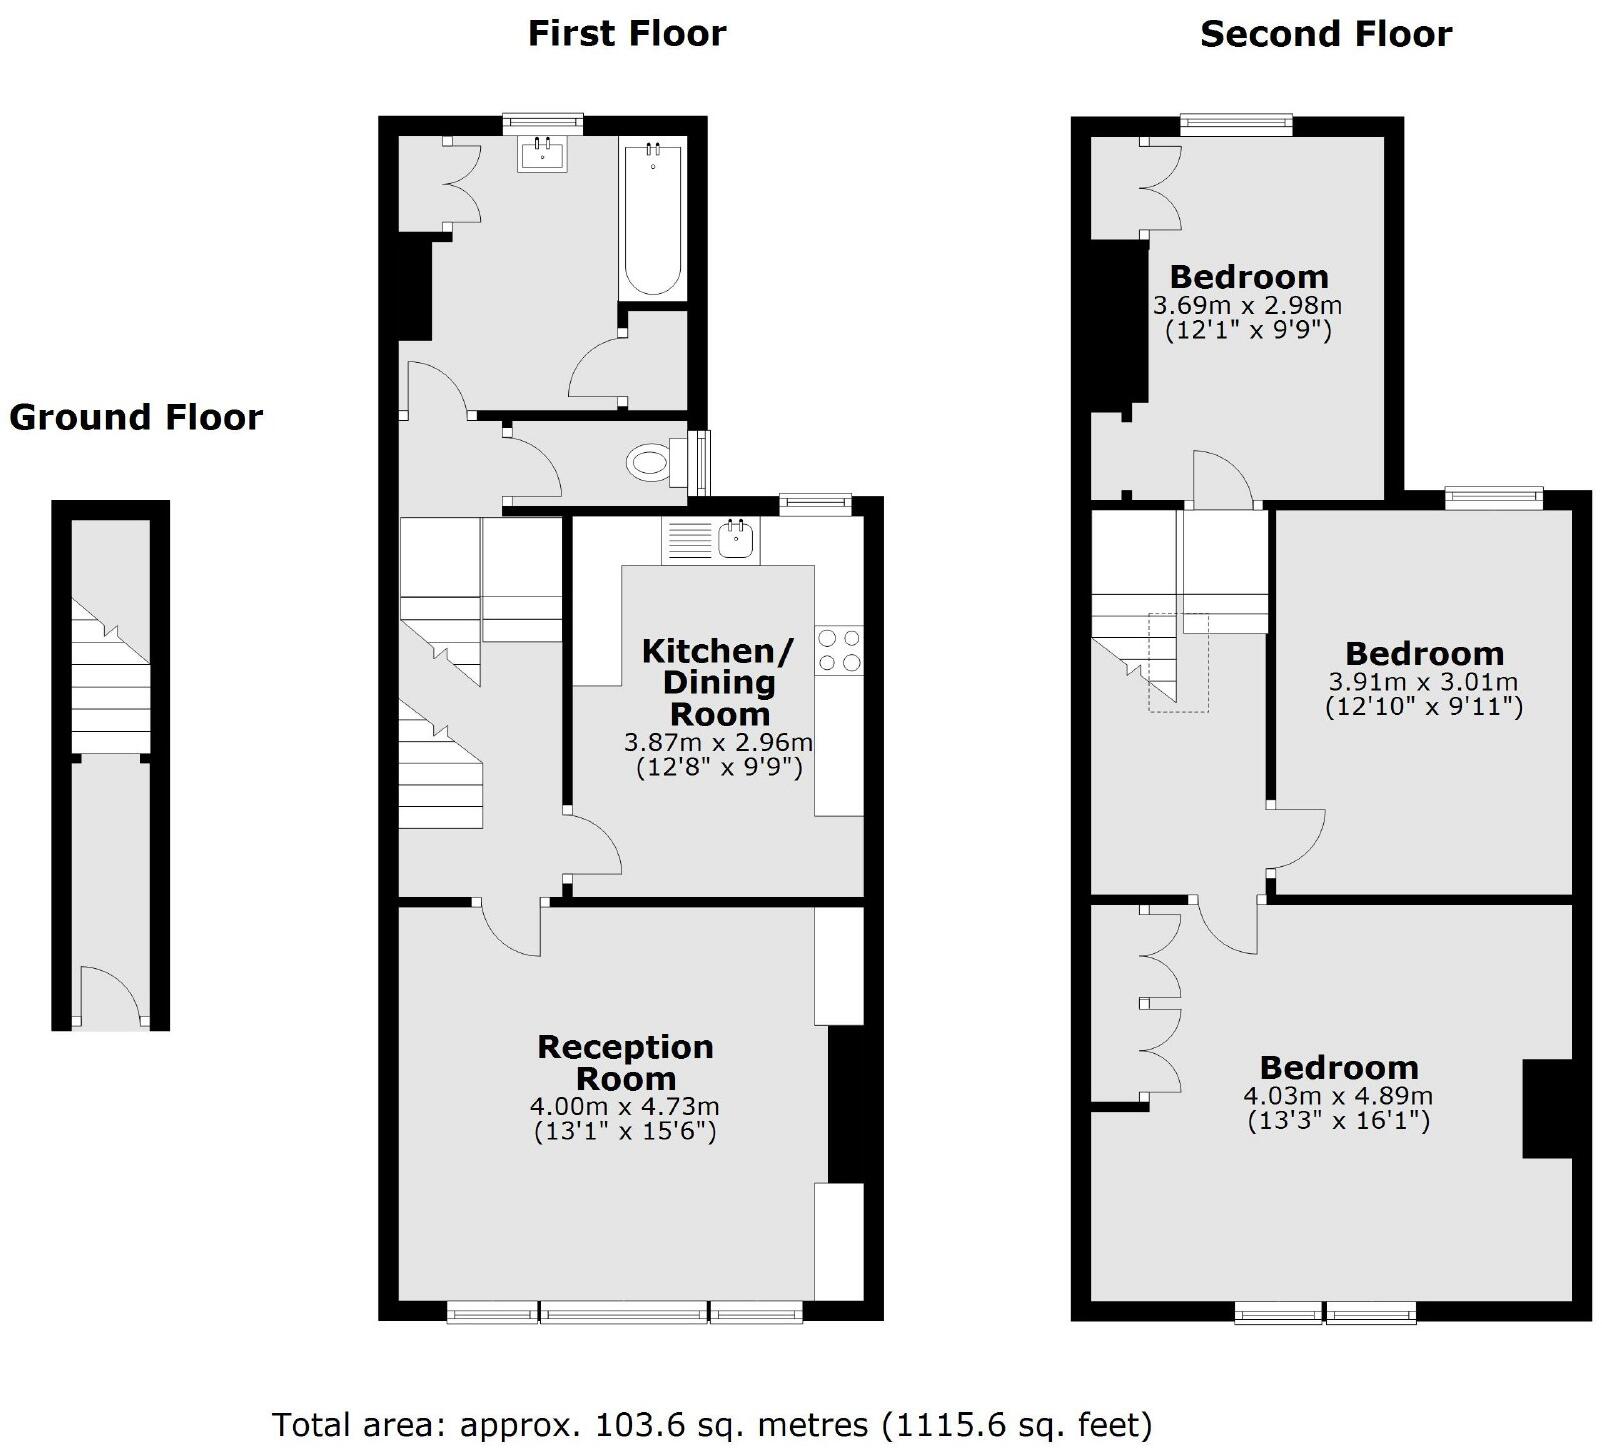 First Floor
Second Floor
Ground Floor
Bedroom
3.69m x 2.98m
(12'1" x 9'9")
Kitchen/
Dining
Room
3.87m x 2.96m
(12'8" x 9'9")
Bedroom
3.91m x 3.01m
(12'10" x 9'11")
Reception
Room
4.00m x 4.73m
(13'1" x 15'6")
Bedroom
4.03m x 4.89m
(13'3" x 16'1")
Total area: approx. 103.6 sq. metres (1115.6 sq. feet)